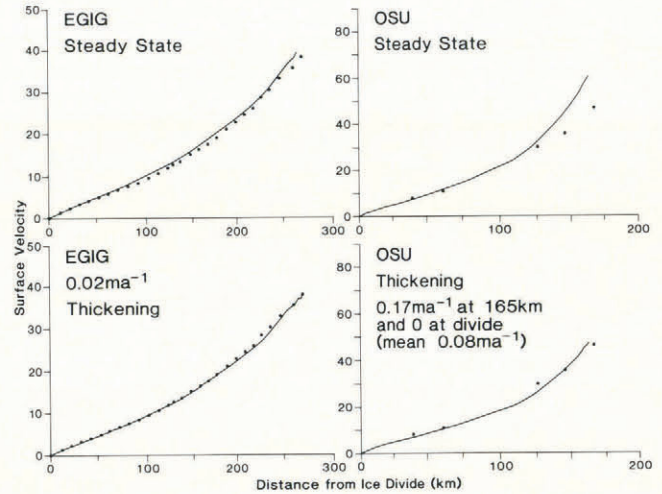 EGIG
Steady State
50
40
30
20
10
0
0
100
200
300
OSU
Steady State
80
60
40
20
0
0
100
200
EGIG
0.02ma⁻¹
Thickening
50
40
30
20
10
0
0
100
200
300
OSU
Thickening
0.17ma⁻¹ at 165km
and 0 at divide
(mean 0.08ma⁻¹)
80
60
40
20
0
0
100
200
Surface Velocity
Distance from Ice Divide (km)